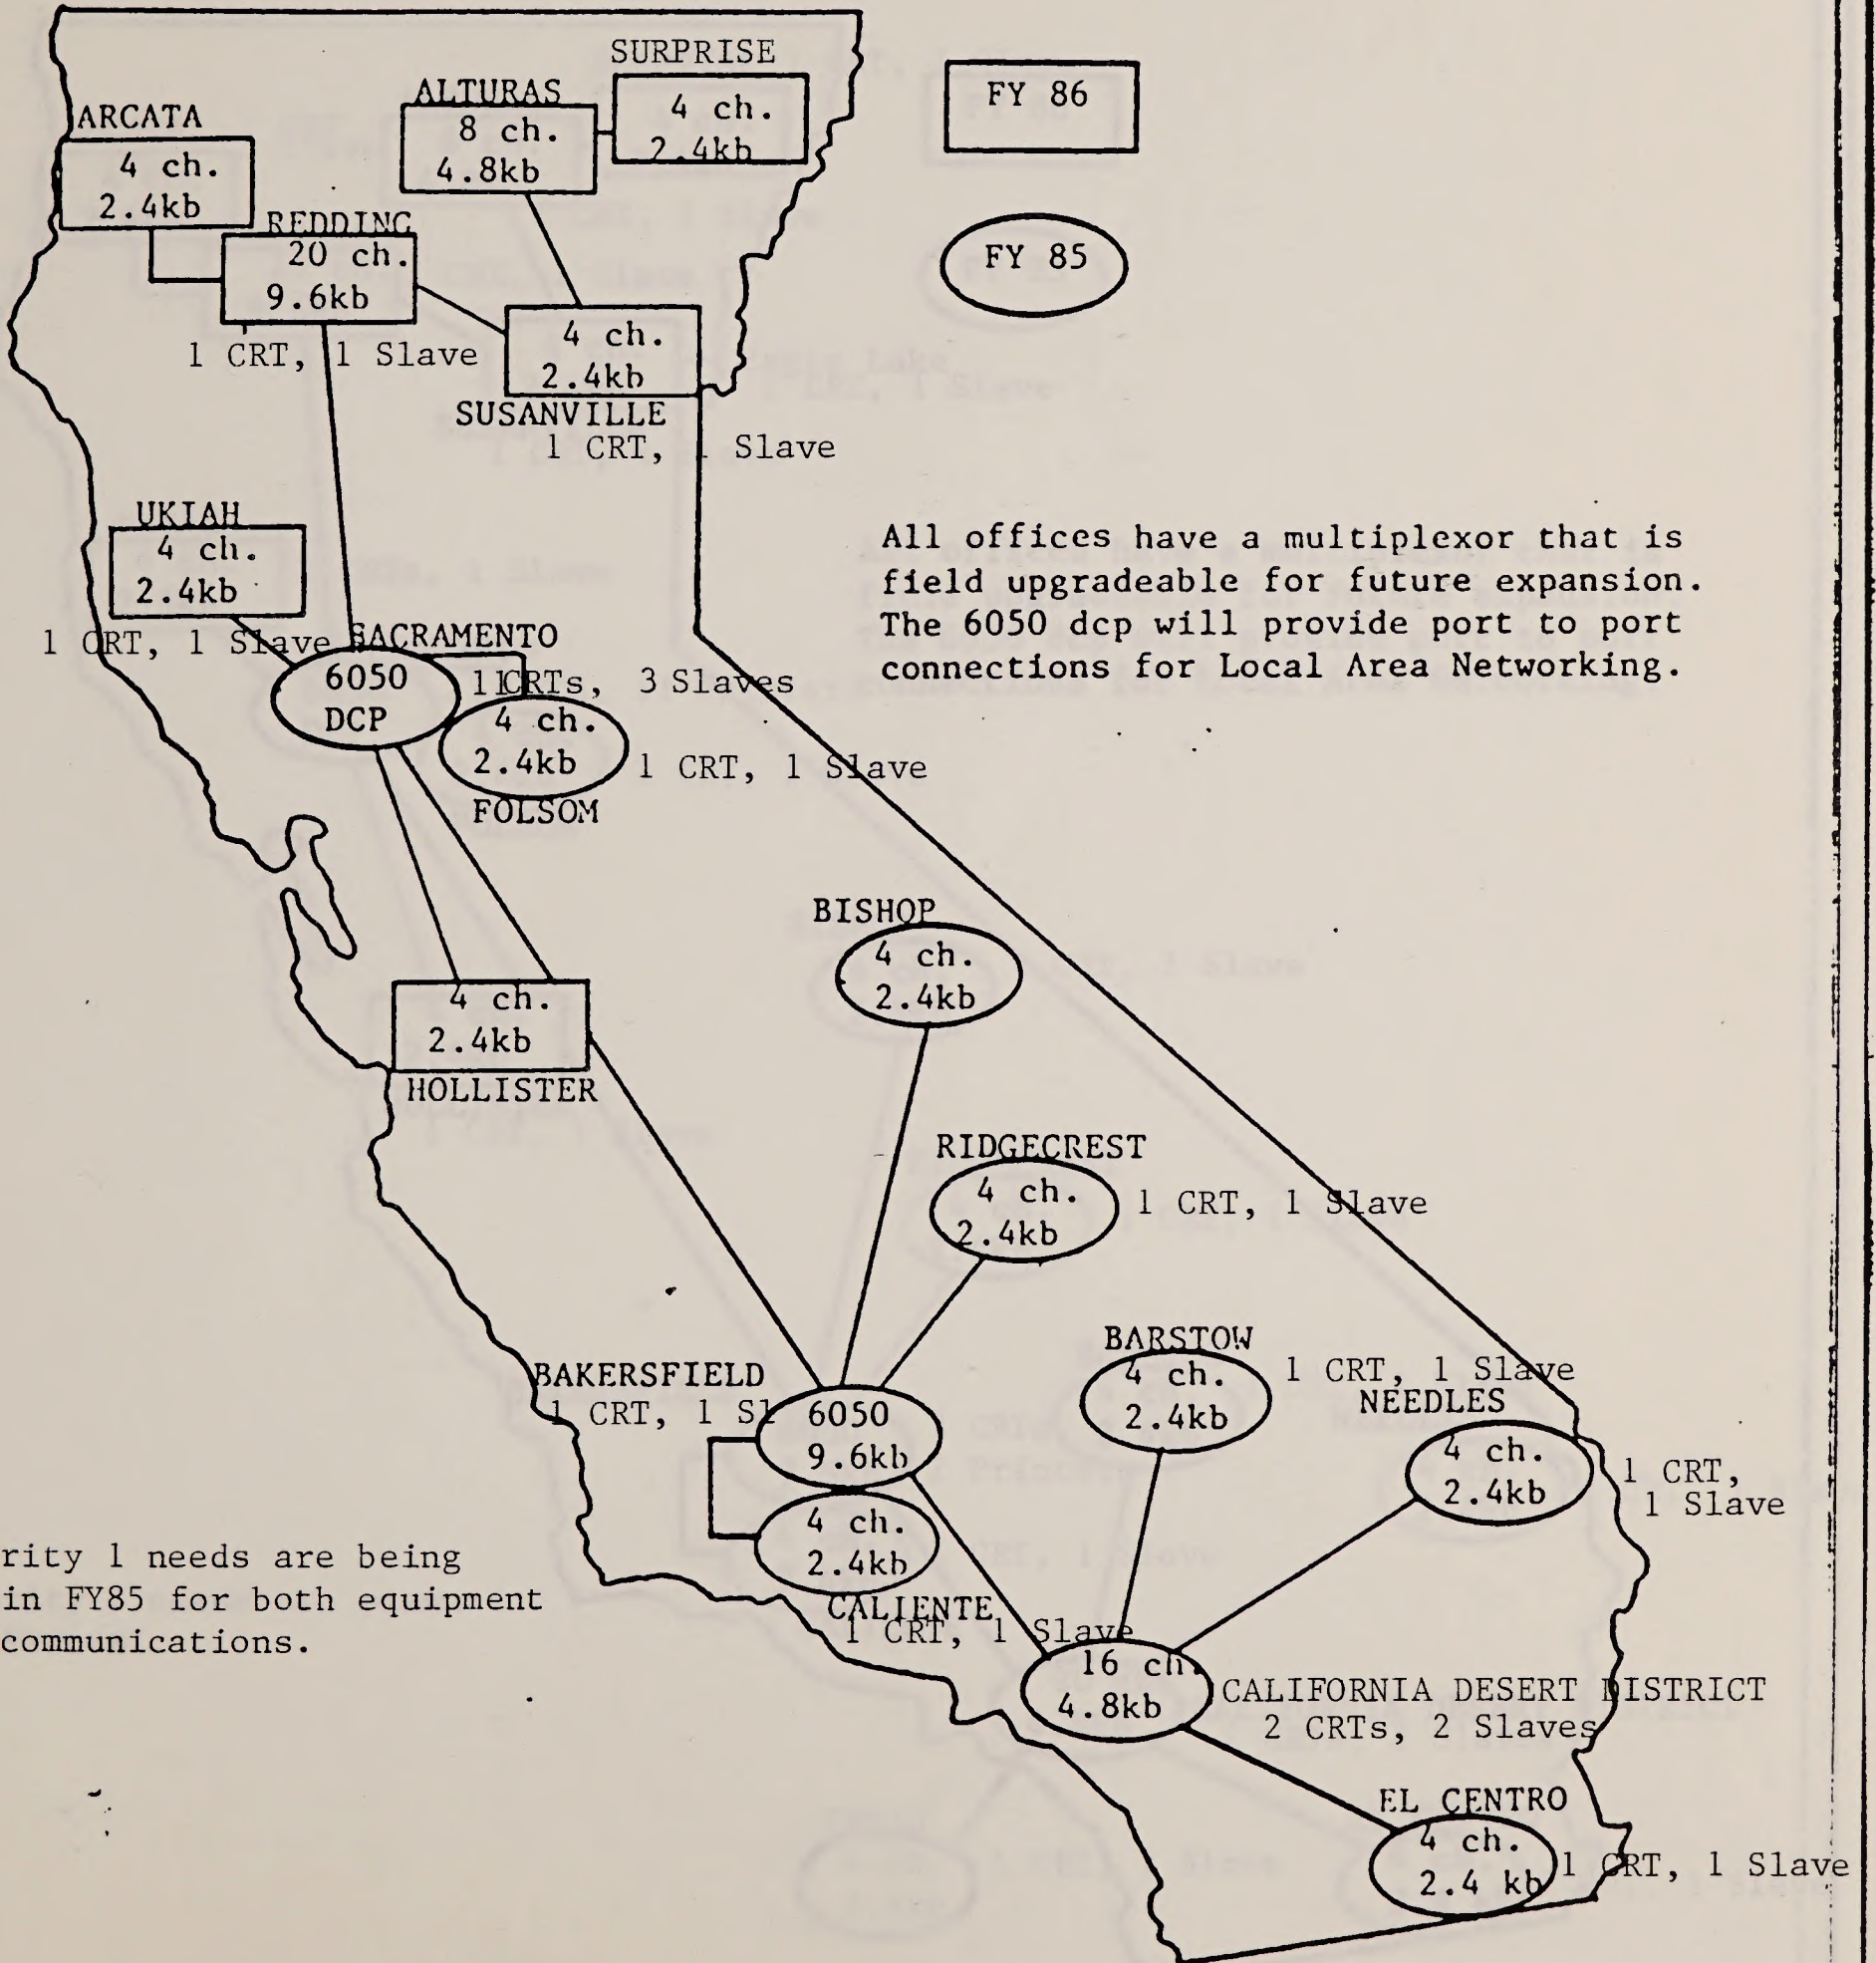 SURPRISE
4 ch.
2.4kb
ALTURAS
8 ch.
4.8kb
FY 86
ARCATA
4 ch.
2.4kb
REDDING
20 ch.
9.6kb
1 CRT, 1 Slave
FY 85
4 ch.
2.4kb
SUSANVILLE
1 CRT, 1 Slave
UKIAH
4 ch.
2.4kb
1 CRT, 1 Slave
All offices have a multiplexor that is
field upgradeable for future expansion.
The 6050 dcp will provide port to port
connections for Local Area Networking.
SACRAMENTO
6050
DCP
11CRTs, 3 Slaves
4 ch.
2.4kb
1 CRT, 1 Slave
FOLSOM
BISHOP
4 ch.
2.4kb
4 ch.
2.4kb
HOLLISTER
RIDGECREST
4 ch.
2.4kb
1 CRT, 1 Slave
BARSTOW
4 ch.
2.4kb
1 CRT, 1 Slave
NEEDLES
4 ch.
2.4kb
1 CRT,
1 Slave
BAKERSFIELD
1 CRT, 1 Sl
6050
9.6kb
4 ch.
2.4kb
CALIENTE
1 CRT, 1 Slave
rity 1 needs are being
in FY85 for both equipment
communications.
16 ch.
4.8kb
CALIFORNIA DESERT DISTRICT
2 CRTs, 2 Slaves
EL CENTRO
4 ch.
2.4 kb
1 CRT, 1 Slave